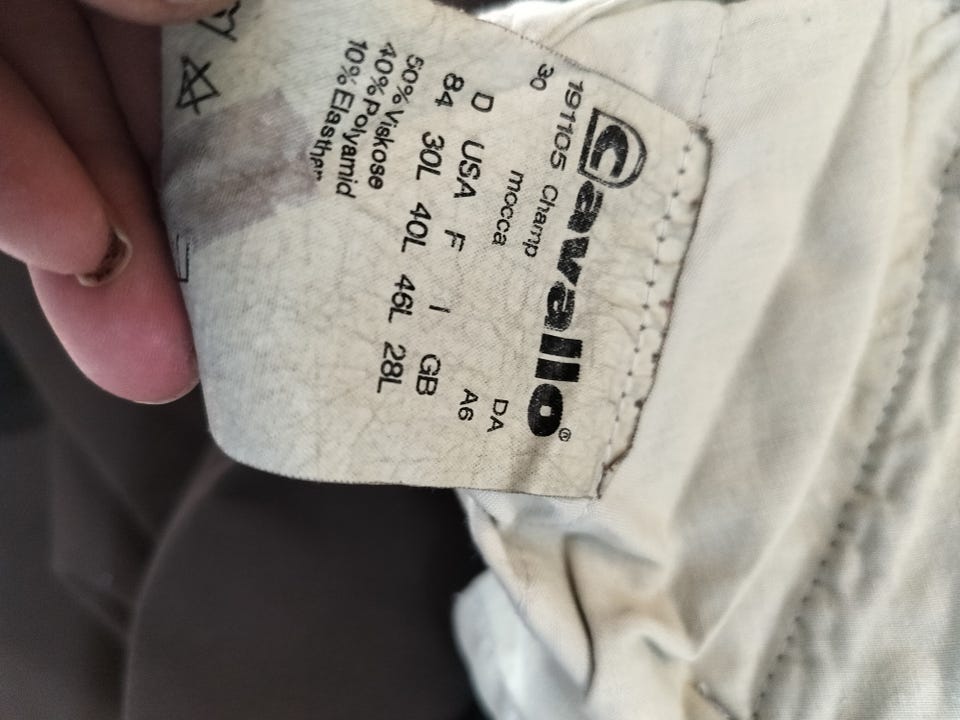 Cavallo®
191105 Champ DA
30 mocca A6
D USA F I GB
84 30L 40L 46L 28L
50% Viskose
40% Polyamid
10%